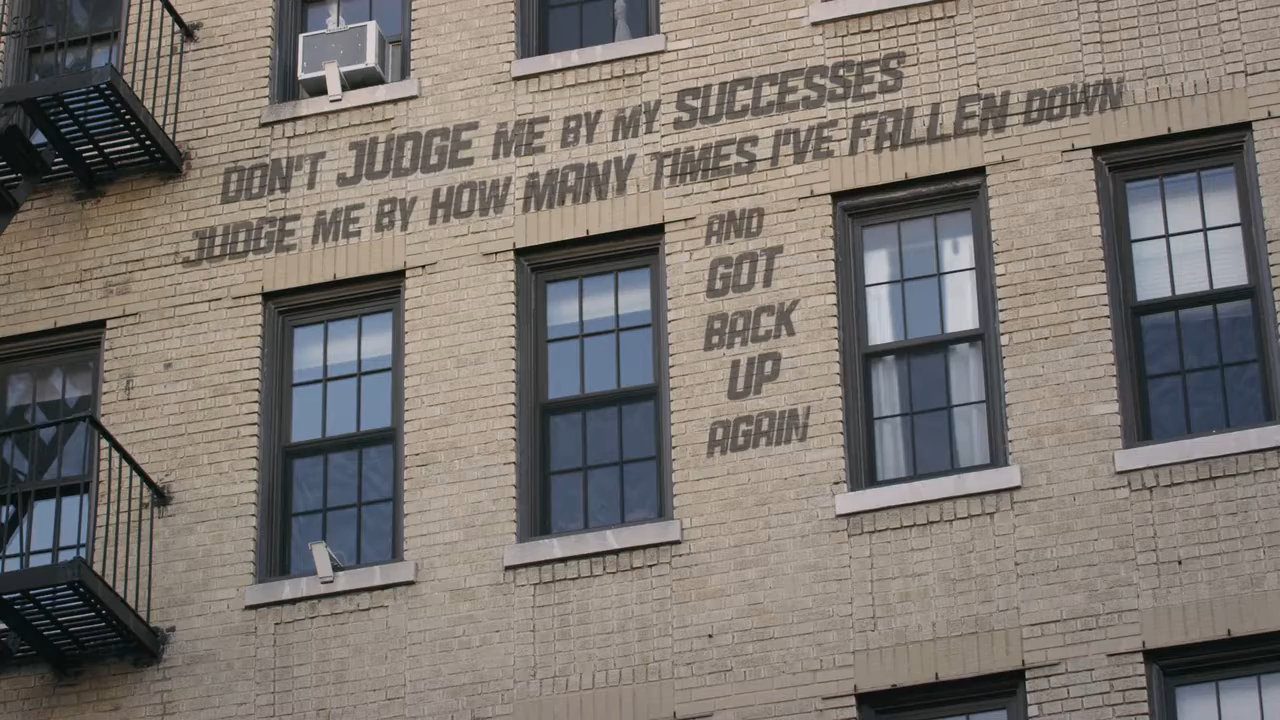 DON'T JUDGE ME BY MY SUCCESSES
JUDGE ME BY HOW MANY TIMES I'VE FALLEN DOWN
AND
GOT
BACK
UP
AGAIN